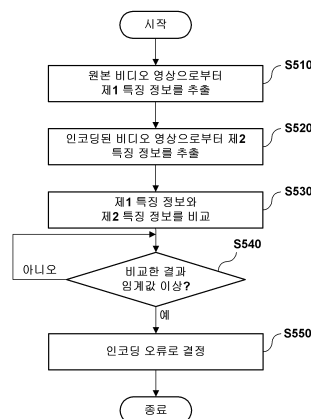 시작
S510
원본 비디오 영상으로부터
제1 특징 정보를 추출
S520
인코딩된 비디오 영상으로부터 제2
특징 정보를 추출
S530
제1 특징 정보와
제2 특징 정보를 비교
S540
아니오
비교한 결과
임계값 이상?
예
S550
인코딩 오류로 결정
종료